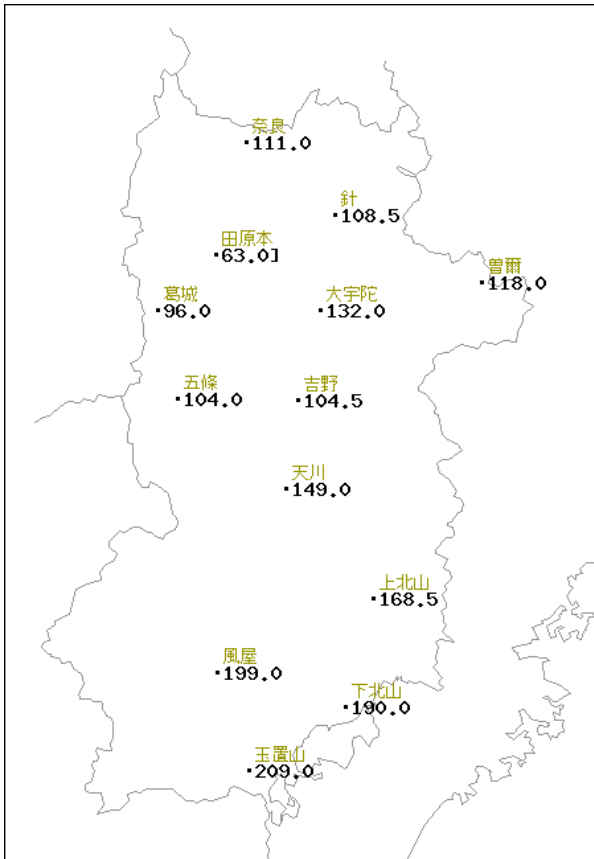 奈良
111.0
針
108.5
田原本
63.0]
曽爾
118.0
葛城
96.0
大宇陀
132.0
五條
104.0
吉野
104.5
天川
149.0
上北山
168.5
風屋
199.0
下北山
190.0
玉置山
209.0